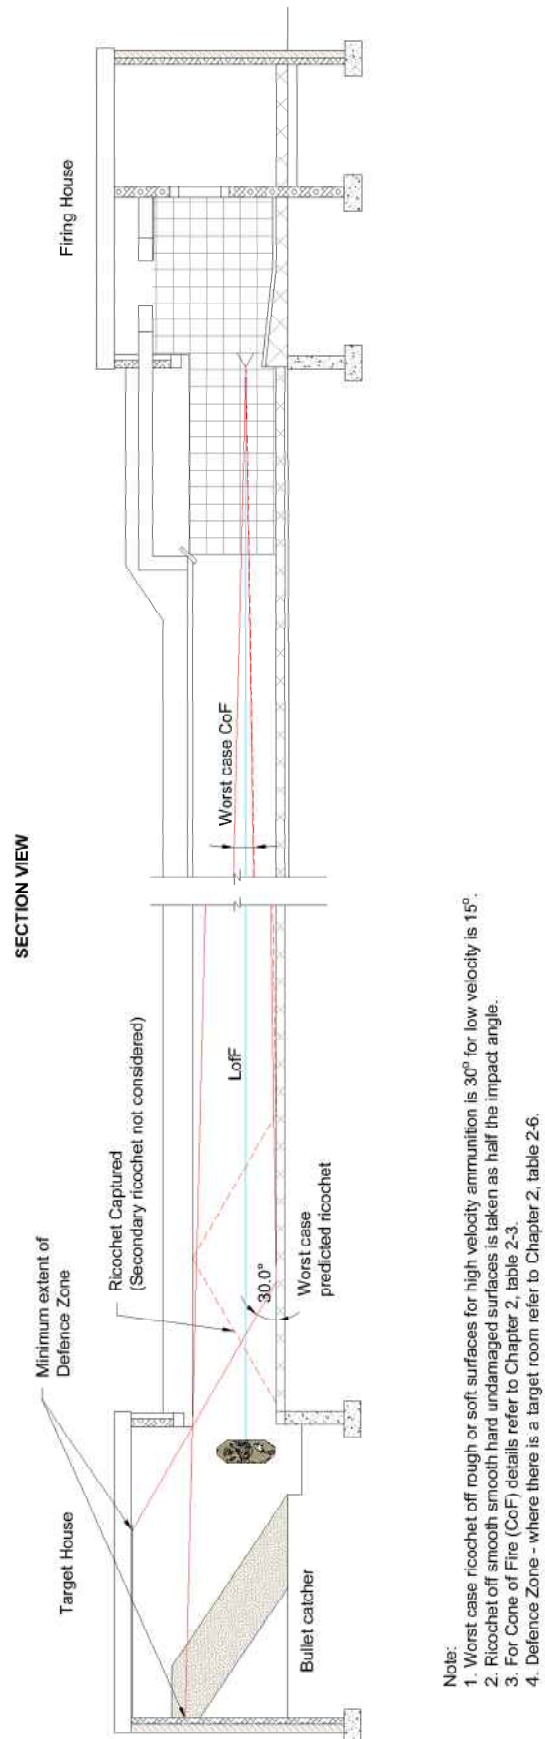 SECTION VIEW
Target House
Minimum extent of
Defence Zone
Ricochet Captured
(Secondary ricochet not considered)
LofF
Worst case CoF
Firing House
Bullet catcher
30.0°
Worst case
predicted ricochet
Note:
1. Worst case ricochet off rough or soft surfaces for high velocity ammunition is 30° for low velocity is 15°.
2. Ricochet off smooth smooth hard undamaged surfaces is taken as half the impact angle.
3. For Cone of Fire (CoF) details refer to Chapter 2, table 2-3.
4. Defence Zone - where there is a target room refer to Chapter 2, table 2-6.